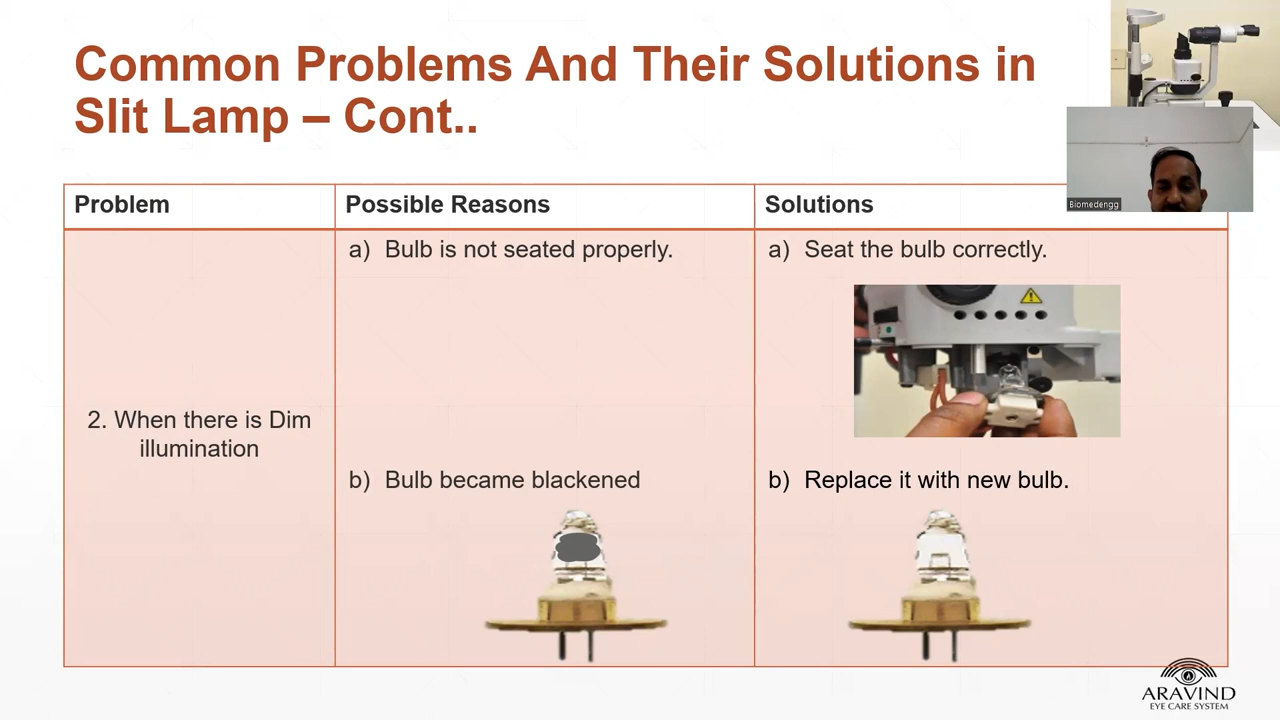 Common Problems And Their Solutions in
Slit Lamp – Cont..
Biomedengg
Problem
Possible Reasons
Solutions
2. When there is Dim
illumination
a) Bulb is not seated properly.
a) Seat the bulb correctly.
b) Bulb became blackened
b) Replace it with new bulb.
ARAVIND
EYE CARE SYSTEM